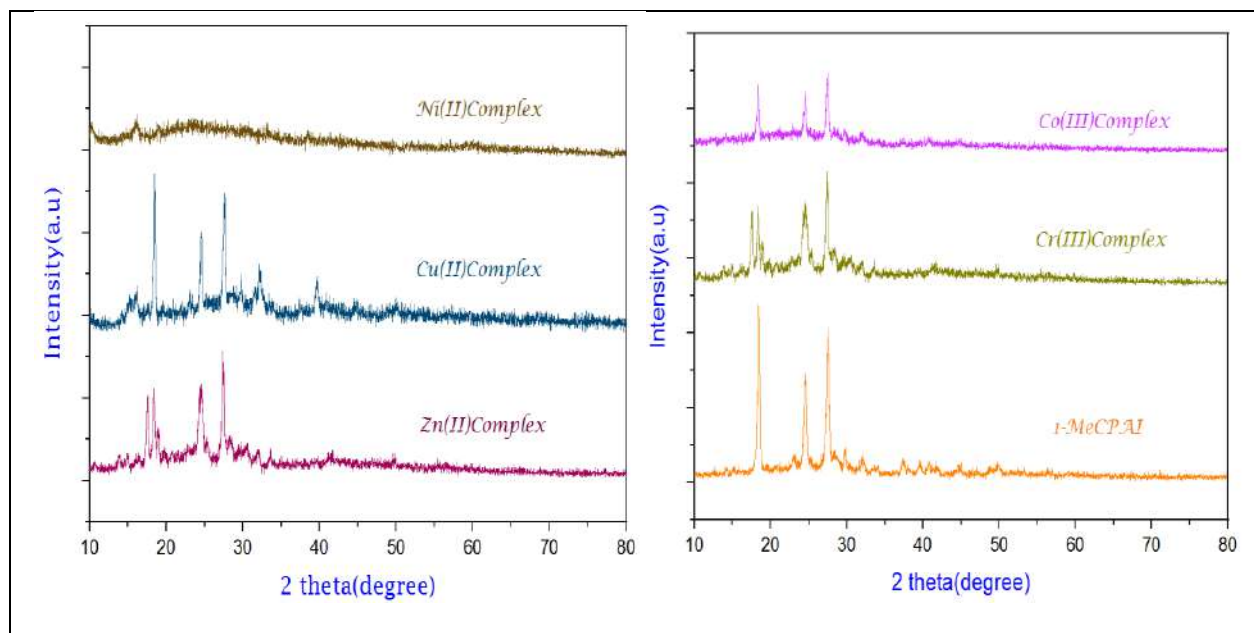 Ni(II)Complex
Cu(II)Complex
Zn(II)Complex
Intensity(a.u)
10 20 30 40 50 60 70 80
2 theta(degree)
Co(III)Complex
Cr(III)Complex
1-MeCPAI
Intensity(a.u)
10 20 30 40 50 60 70 80
2 theta(degree)